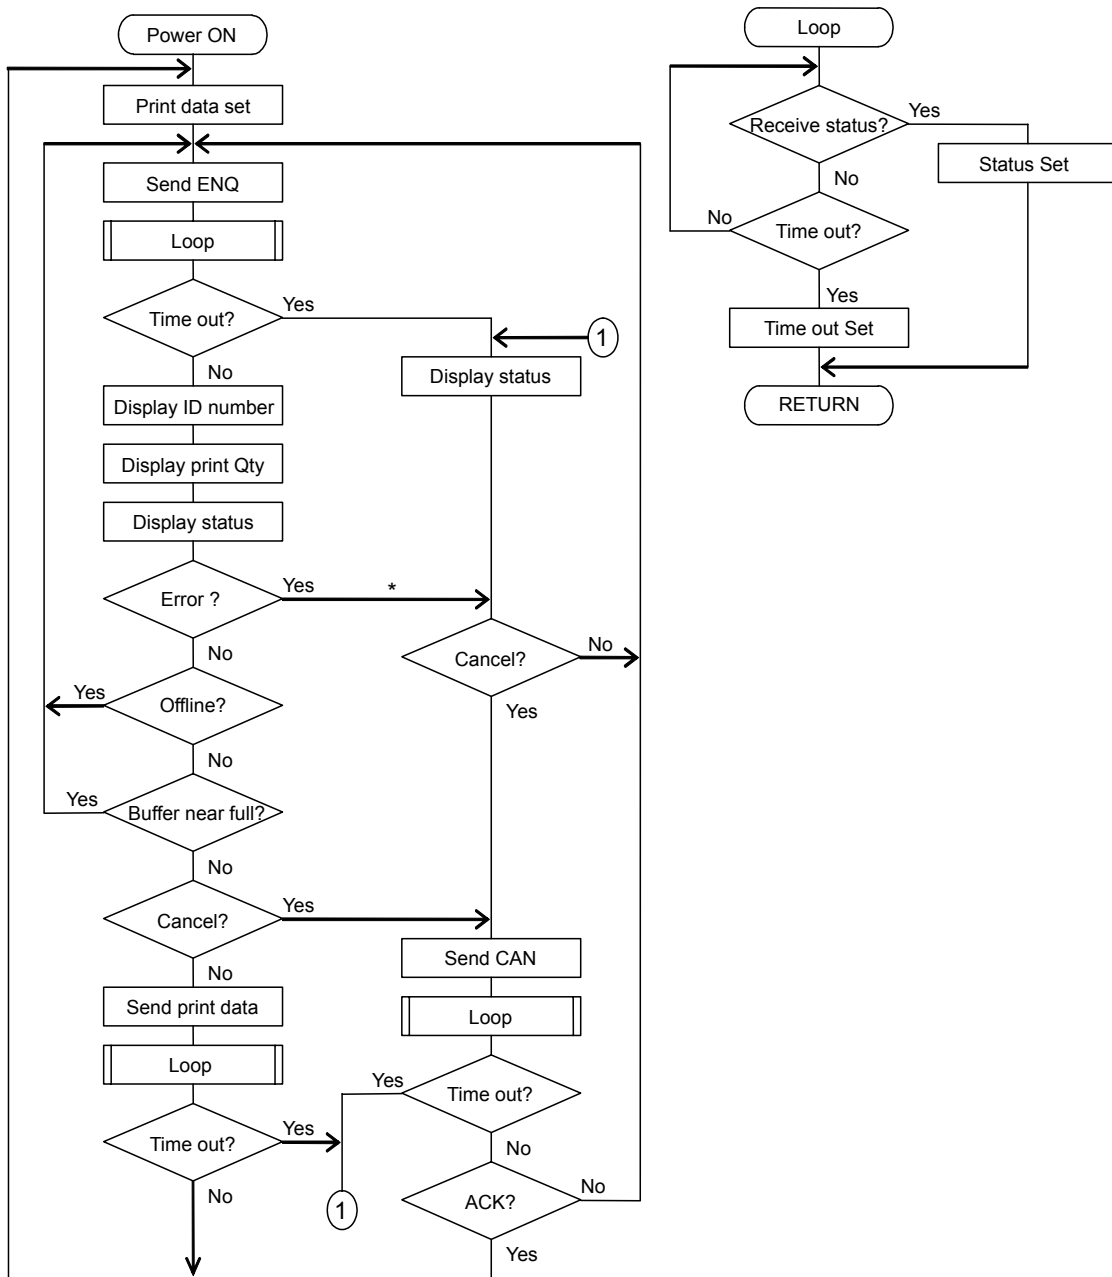 Power ON
Print data set
Send ENQ
Loop
Time out?
Yes
No
1
Display status
Display ID number
Display print Qty
Display status
Error ?
Yes
*
No
Cancel?
No
Yes
Offline?
Yes
No
Buffer near full?
Yes
No
Cancel?
Yes
No
Send CAN
Send print data
Loop
Loop
Time out?
Yes
No
Time out?
Yes
No
1
ACK?
No
Yes
Loop
Receive status?
Yes
Status Set
No
Time out?
No
Yes
Time out Set
RETURN